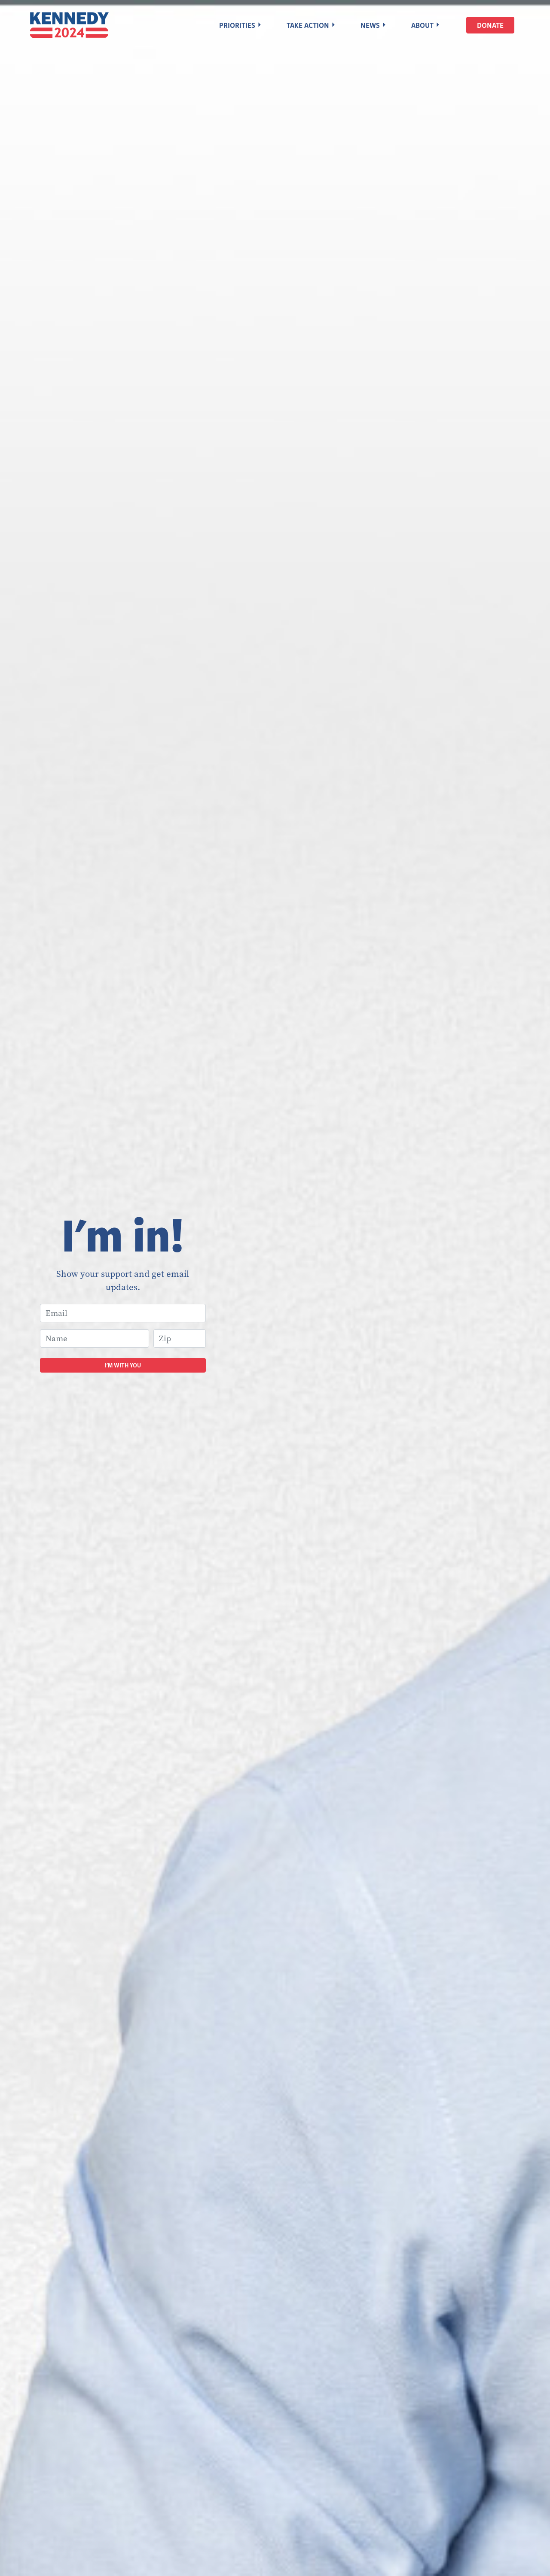 KENNEDY
2024
PRIORITIES
TAKE ACTION
NEWS
ABOUT
DONATE
I'm in!
Show your support and get email
updates.
Email
Name
Zip
I'M WITH YOU